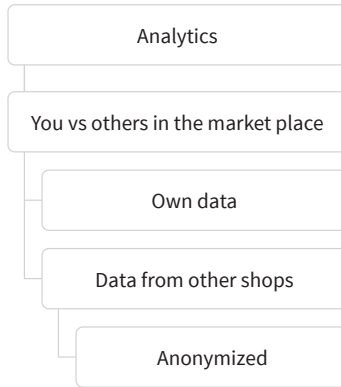 Analytics
You vs others in the market place
Own data
Data from other shops
Anonymized